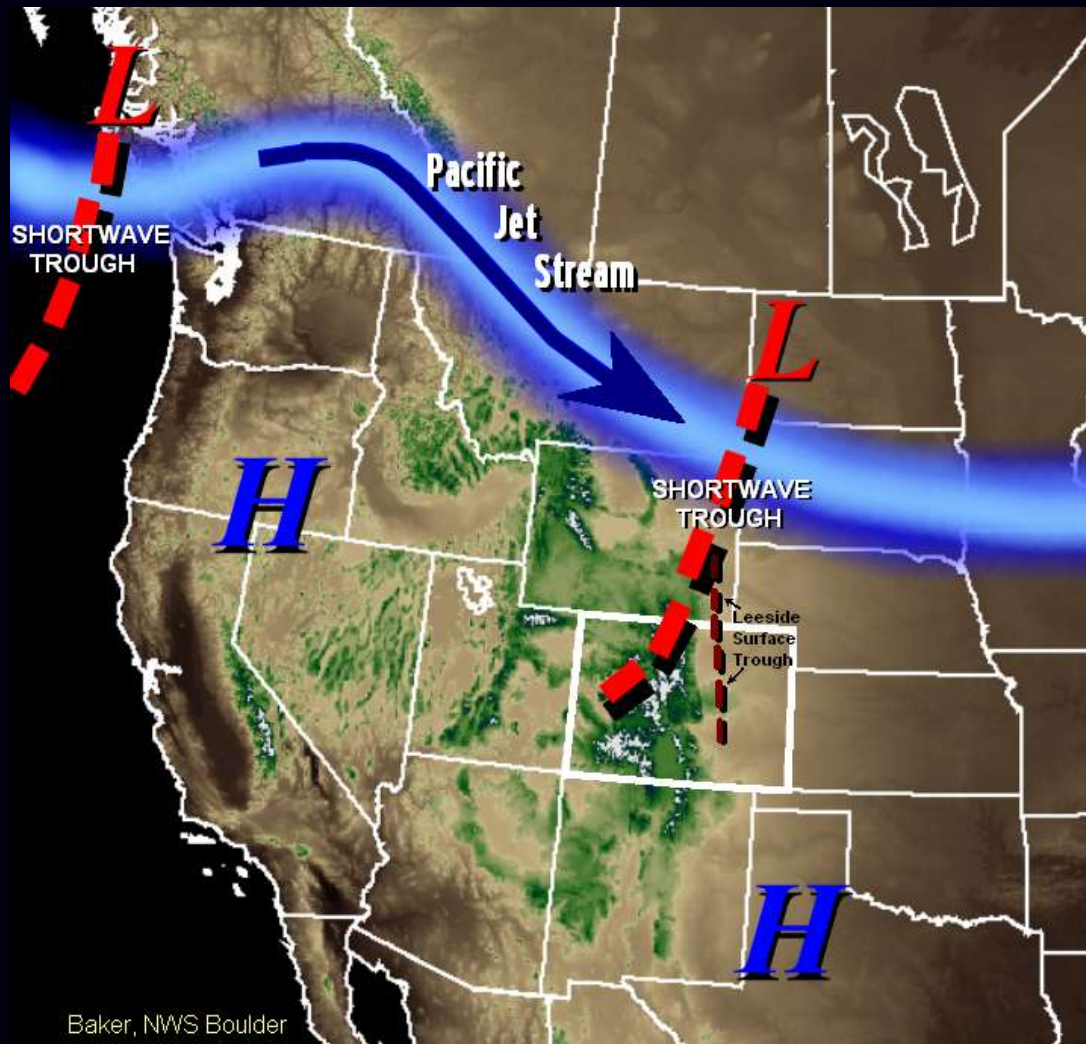 L
Pacific
Jet
Stream
SHORTWAVE
TROUGH
L
H
SHORTWAVE
TROUGH
Leeside
Surface
Trough
H
Baker, NWS Boulder